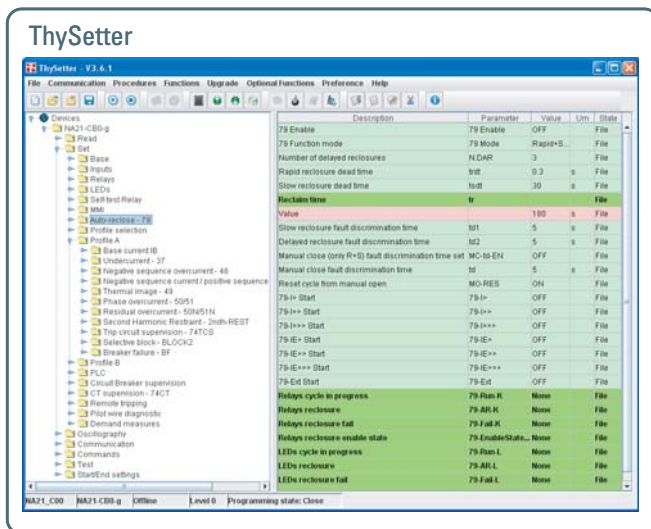 ThySetter
ThySetter - V3.6.1
File Communication Procedures Functions Upgrade Optional Functions Preference Help
Devices
NA21-CB0-g
Read
Set
Base
Inputs
Relays
LEDs
Self-test Relay
MMI
Auto-reclose - 79
Profile selection
Profile A
Base current IB
Undercurrent - 37
Negative sequence overcurrent - 46
Negative sequence current / positive sequence
Thermal image - 49
Phase overcurrent - 50/51
Residual overcurrent - 50N/51N
Second Harmonic Restraint - 2ndh-REST
Trip circuit supervision - 74TCS
Selective block - BLOCK2
Breaker failure - BF
Profile B
PLC
Circuit Breaker supervision
CT supervision - 74CT
Remote tripping
Pilot wire diagnostic
Demand measures
Oscillography
Communication
Commands
Test
Start/End settings
Description Parameter Value Um State
79 Enable 79 Enable OFF File
79 Function mode 79 Mode Rapid+S... File
Number of delayed reclosures N.DAR 3 File
Rapid reclosure dead time trdt 0.3 s File
Slow reclosure dead time tsdt 30 s File
Reclaim time tr File
Value 180 s File
Slow reclosure fault discrimination time td1 5 s File
Delayed reclosure fault discrimination time td2 5 s File
Manual close (only R+S) fault discrimination time set MC-td-EN OFF File
Manual close fault discrimination time td 5 s File
Reset cycle from manual open MO-RES ON File
79-I> Start 79-I> OFF File
79-I>> Start 79-I>> OFF File
79-I>>> Start 79-I>>> OFF File
79-IE> Start 79-IE> OFF File
79-IE>> Start 79-IE>> OFF File
79-IE>>> Start 79-IE>>> OFF File
79-Ext Start 79-Ext OFF File
Relays cycle in progress 79-Run-K None File
Relays reclosure 79-AR-K None File
Relays reclosure fail 79-Fail-K None File
Relays reclosure enable state 79-EnableState... None File
LEDs cycle in progress 79-Run-L None File
LEDs reclosure 79-AR-L None File
LEDs reclosure fail 79-Fail-L None File
NA21_C00 NA21-CB0-g Offline Level 0 Programming state: Close